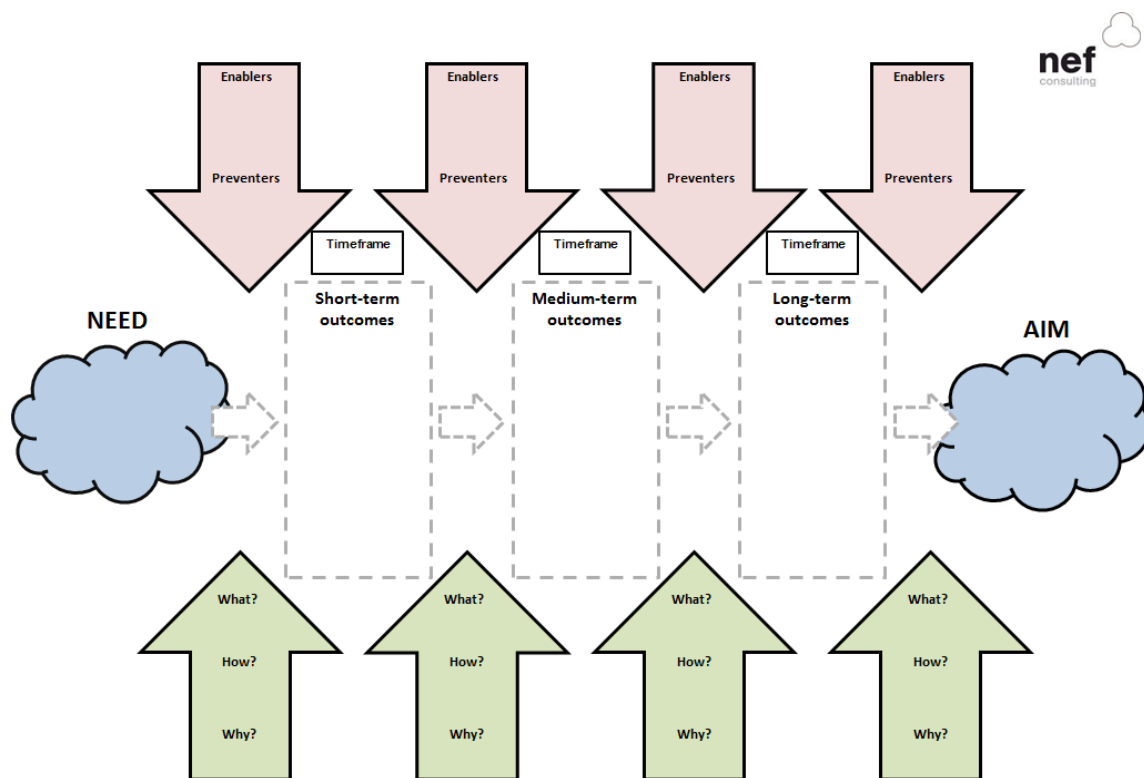 nef
consulting
Enablers
Enablers
Enablers
Enablers
Preventers
Preventers
Preventers
Preventers
Timeframe
Timeframe
Timeframe
NEED
Short-term
outcomes
Medium-term
outcomes
Long-term
outcomes
AIM
What?
What?
What?
What?
How?
How?
How?
How?
Why?
Why?
Why?
Why?